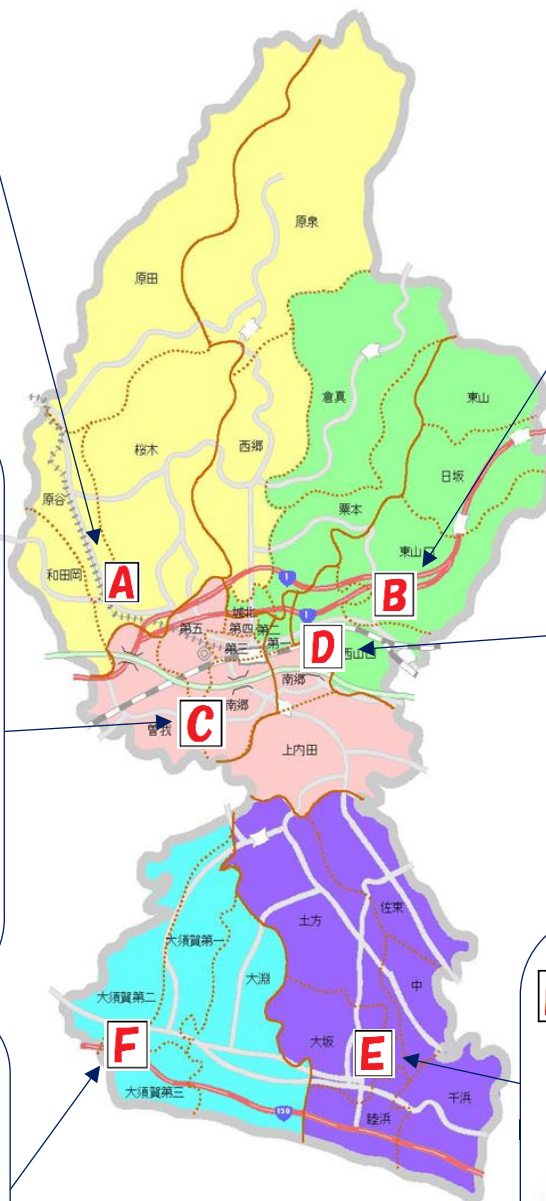 原泉
原田
倉真
東山
桜木
西郷
日坂
原谷
粟本
東山口
和田岡
A
1
B
城北
第五
第四
第二
1
D
第一
第三
西山口
南郷
南郷
C
曽我
上内田
佐束
土方
大須賀第一
大淵
中
大須賀第二
F
大坂
E
大須賀第三
千浜
150
睦浜